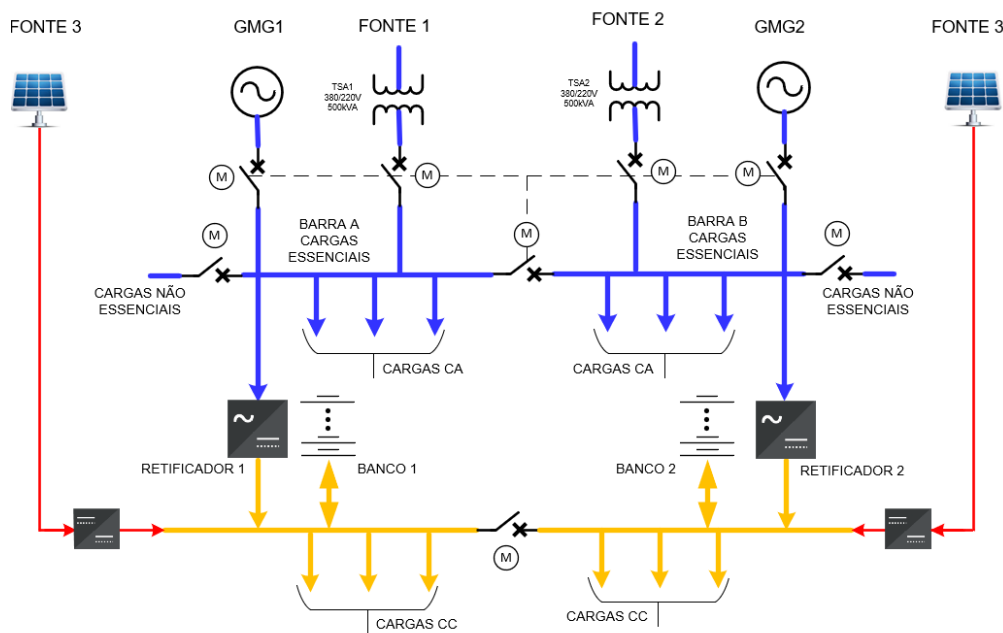 FONTE 3
GMG1
FONTE 1
FONTE 2
GMG2
FONTE 3
TSA1
380/220V
500kVA
TSA2
380/220V
500kVA
M
M
M
M
M
BARRA A
CARGAS
ESSENCIAIS
M
BARRA B
CARGAS
ESSENCIAIS
M
CARGAS NÃO
ESSENCIAIS
CARGAS NÃO
ESSENCIAIS
CARGAS CA
CARGAS CA
RETIFICADOR 1
BANCO 1
BANCO 2
RETIFICADOR 2
M
CARGAS CC
CARGAS CC